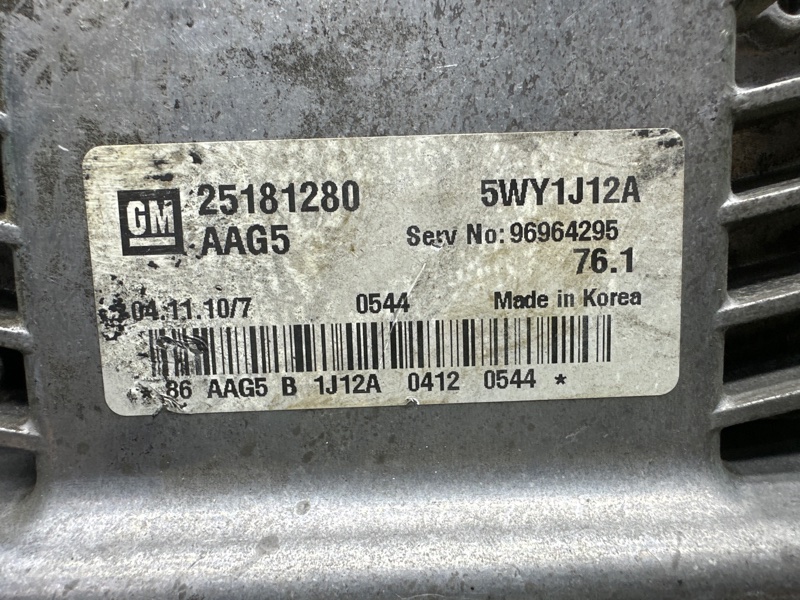 GM 25181280 5WY1J12A
AAG5 Serv No: 96964295
76.1
04.11.10/7 0544 Made in Korea
* 86 AAG5 B 1J12A 0412 0544 *